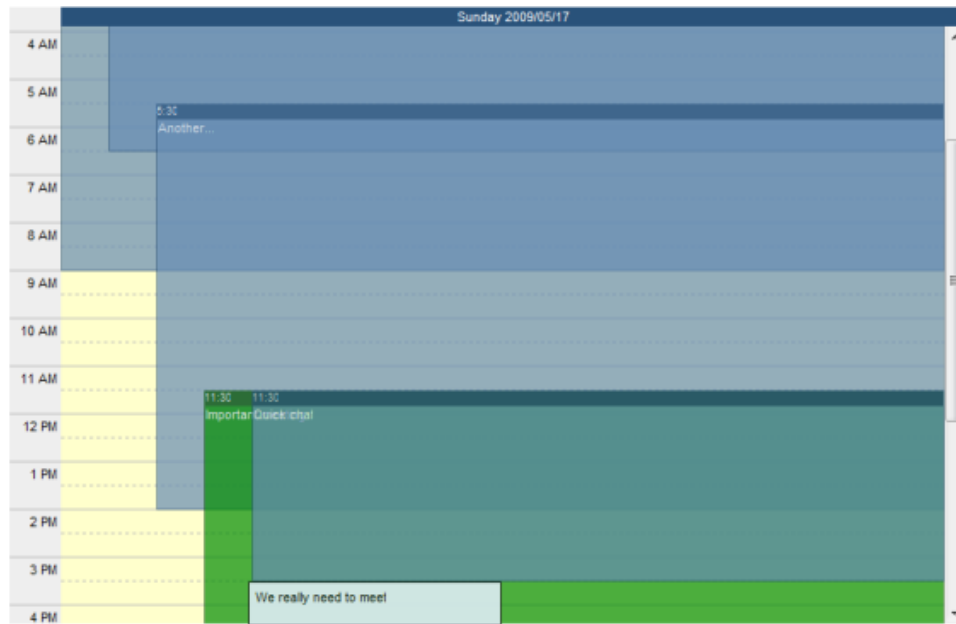 Sunday 2009/05/17
4 AM
5 AM
5:30
Another...
6 AM
7 AM
8 AM
9 AM
10 AM
11 AM
11:30 11:30
Importan Quick chat
12 PM
1 PM
2 PM
3 PM
We really need to meet
4 PM